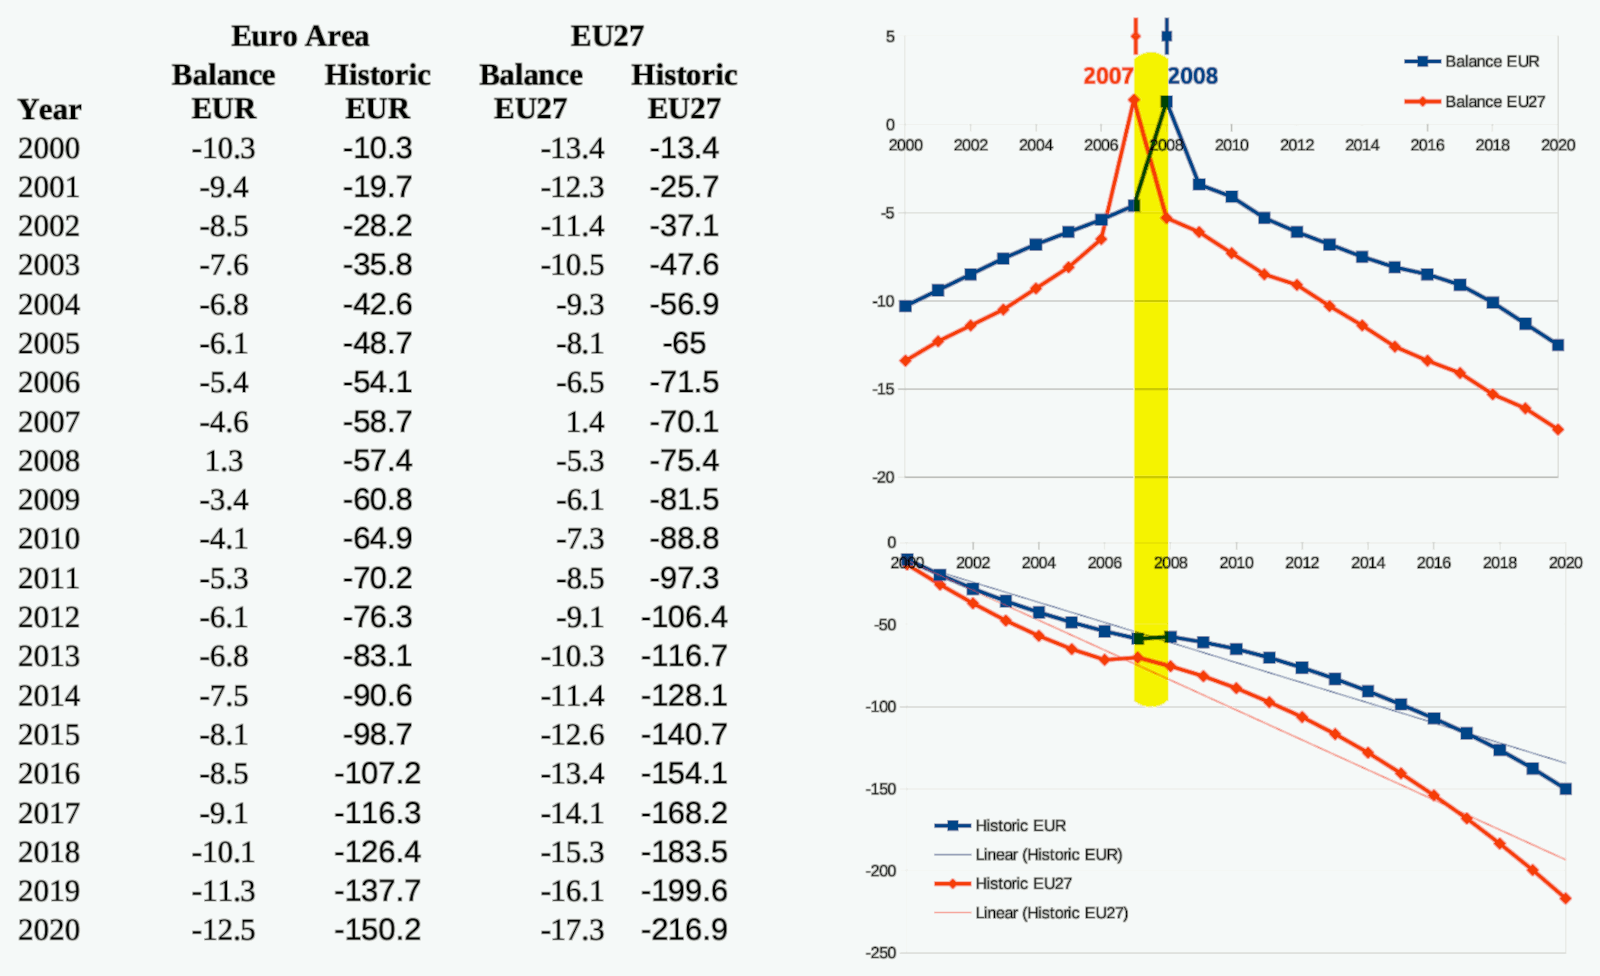 Euro Area EU27
Balance Historic Balance Historic
Year EUR EUR EU27 EU27
2000 -10.3 -10.3 -13.4 -13.4
2001 -9.4 -19.7 -12.3 -25.7
2002 -8.5 -28.2 -11.4 -37.1
2003 -7.6 -35.8 -10.5 -47.6
2004 -6.8 -42.6 -9.3 -56.9
2005 -6.1 -48.7 -8.1 -65
2006 -5.4 -54.1 -6.5 -71.5
2007 -4.6 -58.7 1.4 -70.1
2008 1.3 -57.4 -5.3 -75.4
2009 -3.4 -60.8 -6.1 -81.5
2010 -4.1 -64.9 -7.3 -88.8
2011 -5.3 -70.2 -8.5 -97.3
2012 -6.1 -76.3 -9.1 -106.4
2013 -6.8 -83.1 -10.3 -116.7
2014 -7.5 -90.6 -11.4 -128.1
2015 -8.1 -98.7 -12.6 -140.7
2016 -8.5 -107.2 -13.4 -154.1
2017 -9.1 -116.3 -14.1 -168.2
2018 -10.1 -126.4 -15.3 -183.5
2019 -11.3 -137.7 -16.1 -199.6
2020 -12.5 -150.2 -17.3 -216.9
5
Balance EUR
2007 2008
Balance EU27
0
2000 2002 2004 2006 2008 2010 2012 2014 2016 2018 2020
-5
-10
-15
-20
0
2000 2002 2004 2006 2008 2010 2012 2014 2016 2018 2020
-50
-100
-150
Historic EUR
Linear (Historic EUR)
-200
Historic EU27
Linear (Historic EU27)
-250